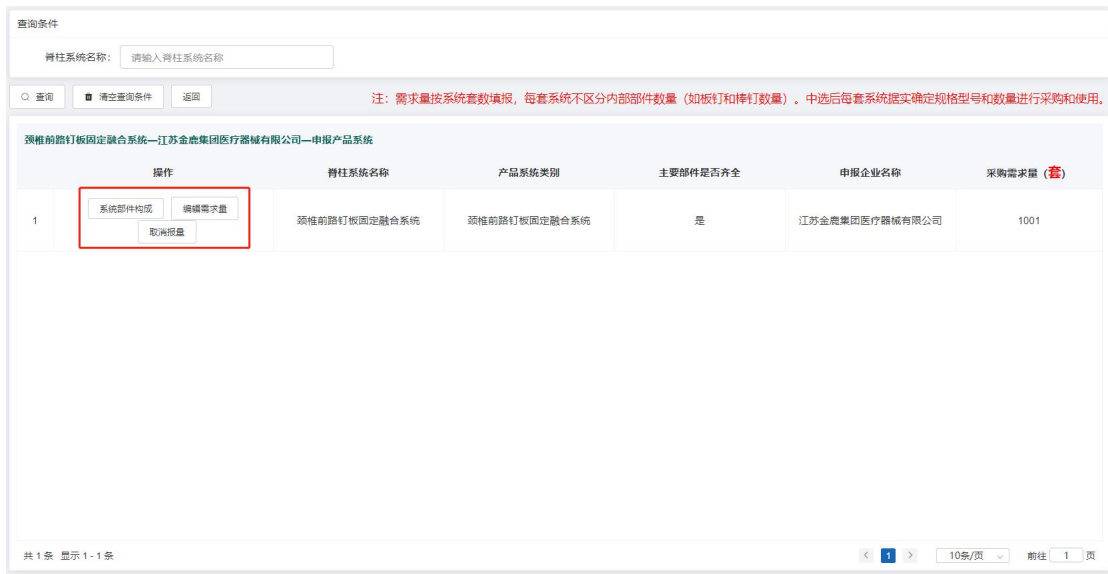 查询条件
脊柱系统名称： 请输入脊柱系统名称
查询 清空查询条件 返回 注：需求量按系统套数填报，每套系统不区分内部部件数量（如板钉和棒钉数量）。中选后每套系统据实确定规格型号和数量进行采购和使用。
颈椎前路钉板固定融合系统—江苏金鹿集团医疗器械有限公司—申报产品系统
操作 脊柱系统名称 产品系统类别 主要部件是否齐全 申报企业名称 采购需求量（套）
系统部件构成 编辑需求量
1 颈椎前路钉板固定融合系统 颈椎前路钉板固定融合系统 是 江苏金鹿集团医疗器械有限公司 1001
取消报量
共 1 条 显示 1 - 1 条 < 1 > 10条/页 前往 1 页